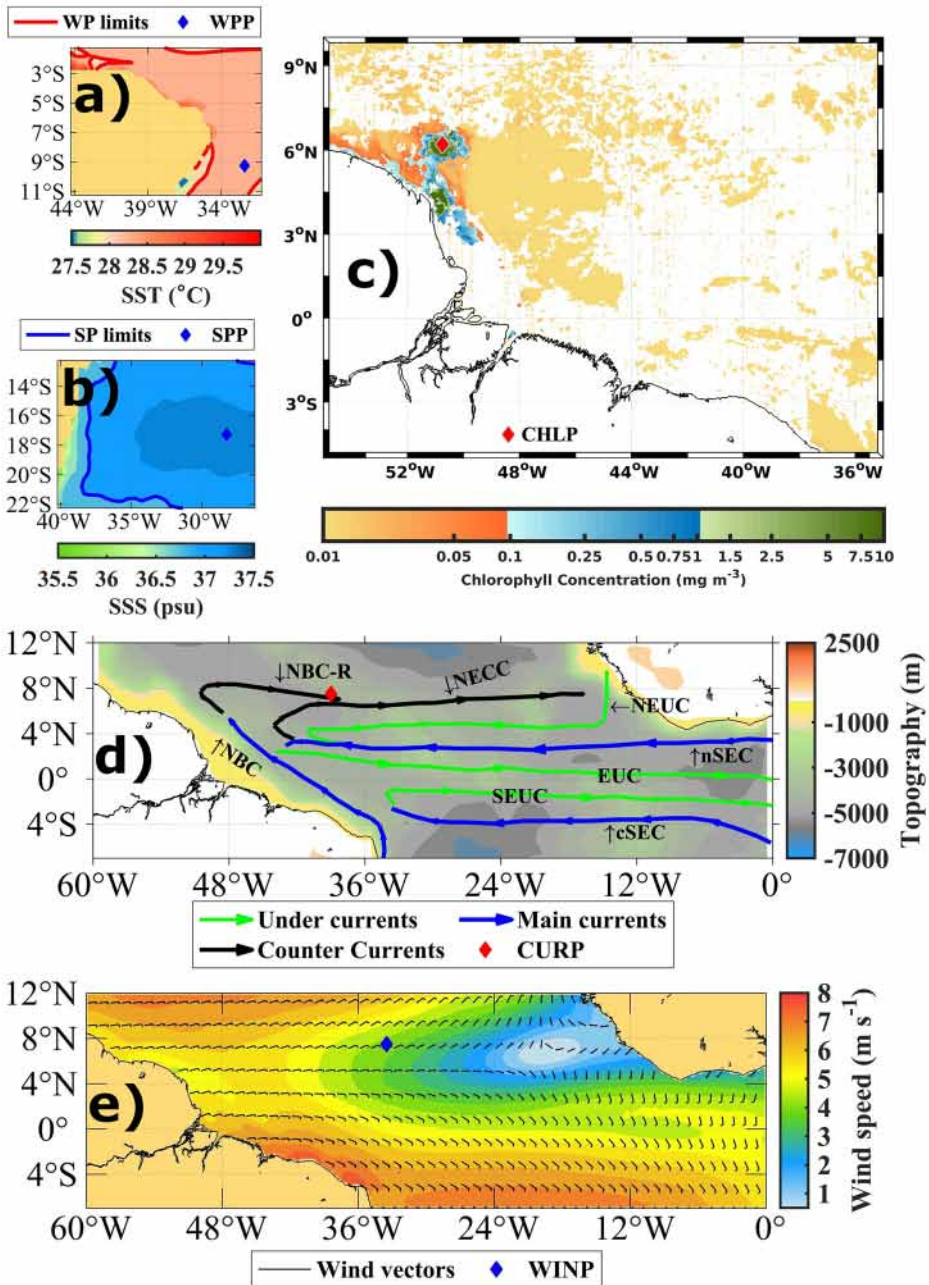 WP limits WPP
3°S
5°S
7°S
9°S
11°S
a)
44°W 39°W 34°W
27.5 28 28.5 29 29.5
SST (°C)
SP limits SPP
14°S
16°S
18°S
20°S
22°S
b)
40°W 35°W 30°W
35.5 36 36.5 37 37.5
SSS (psu)
9°N
6°N
3°N
0°
3°S
c)
CHLP
52°W 48°W 44°W 40°W 36°W
0.01 0.05 0.1 0.25 0.5 0.75 1 1.5 2.5 5 7.5 10
Chlorophyll Concentration (mg m⁻³)
12°N
8°N
4°N
0°
4°S
d)
↓NBC-R
↓NECC
←NEUC
↑NBC
↑nSEC
EUC
SEUC
↑cSEC
60°W 48°W 36°W 24°W 12°W 0°
2500
-1000
-3000
-5000
-7000
Topography (m)
Under currents Main currents
Counter Currents CURP
12°N
8°N
4°N
0°
4°S
e)
60°W 48°W 36°W 24°W 12°W 0°
8
7
6
5
4
3
2
1
Wind speed (m s⁻¹)
Wind vectors WINP